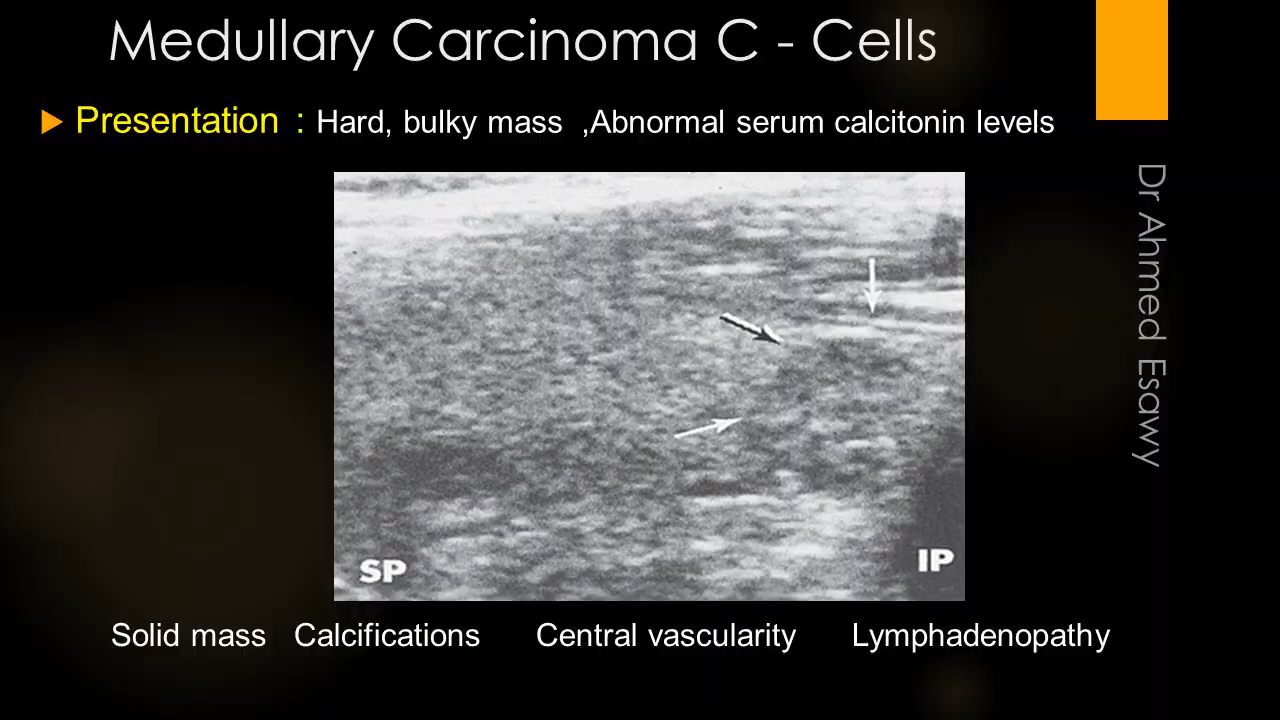 Medullary Carcinoma C - Cells
Presentation : Hard, bulky mass ,Abnormal serum calcitonin levels
Dr Ahmed Esawy
SP
IP
Solid mass Calcifications Central vascularity Lymphadenopathy